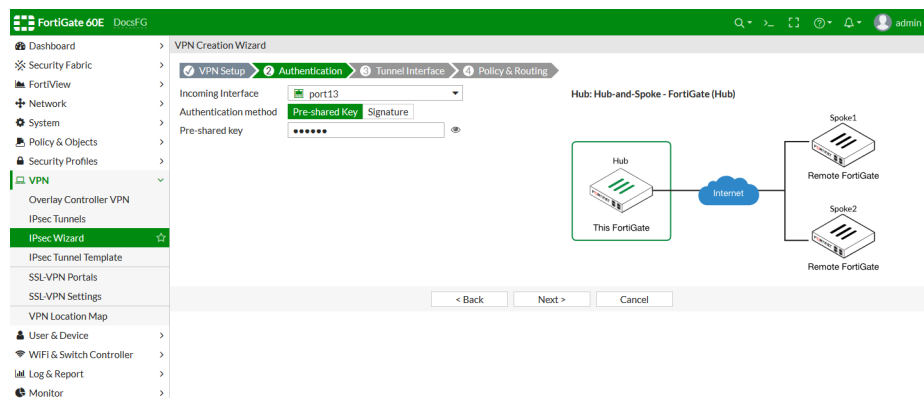 FortiGate 60E DocsFG
admin
Dashboard
Security Fabric
FortiView
Network
System
Policy & Objects
Security Profiles
VPN
Overlay Controller VPN
IPsec Tunnels
IPsec Wizard
IPsec Tunnel Template
SSL-VPN Portals
SSL-VPN Settings
VPN Location Map
User & Device
WiFi & Switch Controller
Log & Report
Monitor
VPN Creation Wizard
VPN Setup 2 Authentication 3 Tunnel Interface 4 Policy & Routing
Incoming Interface port13
Authentication method Pre-shared Key Signature
Pre-shared key ••••••
Hub: Hub-and-Spoke - FortiGate (Hub)
Spoke1
Remote FortiGate
Hub
This FortiGate
Internet
Spoke2
Remote FortiGate
< Back Next > Cancel